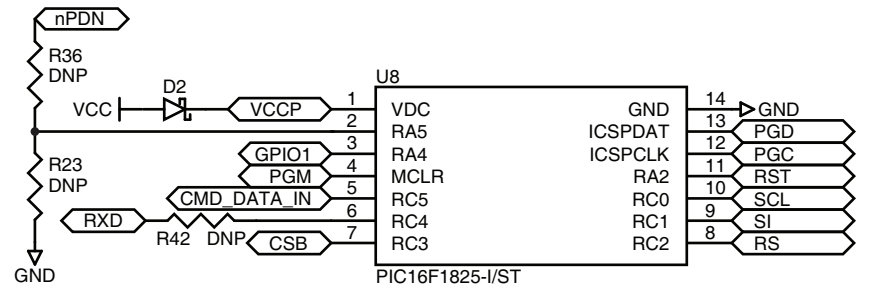 nPDN
R36
DNP
D2
VCC
VCCP
R23
DNP
GPIO1
PGM
CMD_DATA_IN
RXD
R42 DNP
CSB
GND
U8
1 VDC GND 14 GND
2 RA5 ICSPDAT 13 PGD
3 RA4 ICSPCLK 12 PGC
4 MCLR RA2 11 RST
5 RC5 RC0 10 SCL
6 RC4 RC1 9 SI
7 RC3 RC2 8 RS
PIC16F1825-I/ST